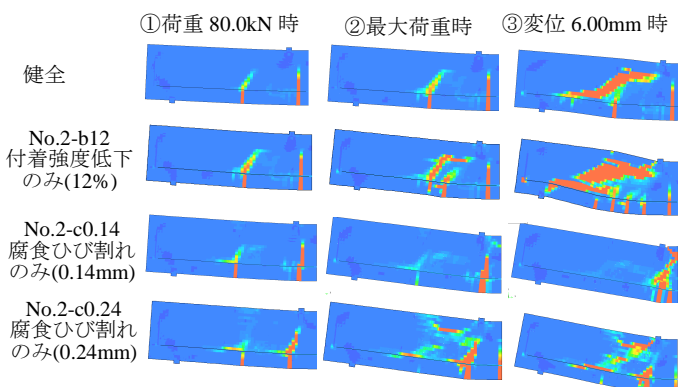 ①荷重 80.0kN 時
②最大荷重時
③変位 6.00mm 時
健全
No.2-b12
付着強度低下
のみ(12%)
No.2-c0.14
腐食ひび割れ
のみ(0.14mm)
No.2-c0.24
腐食ひび割れ
のみ(0.24mm)